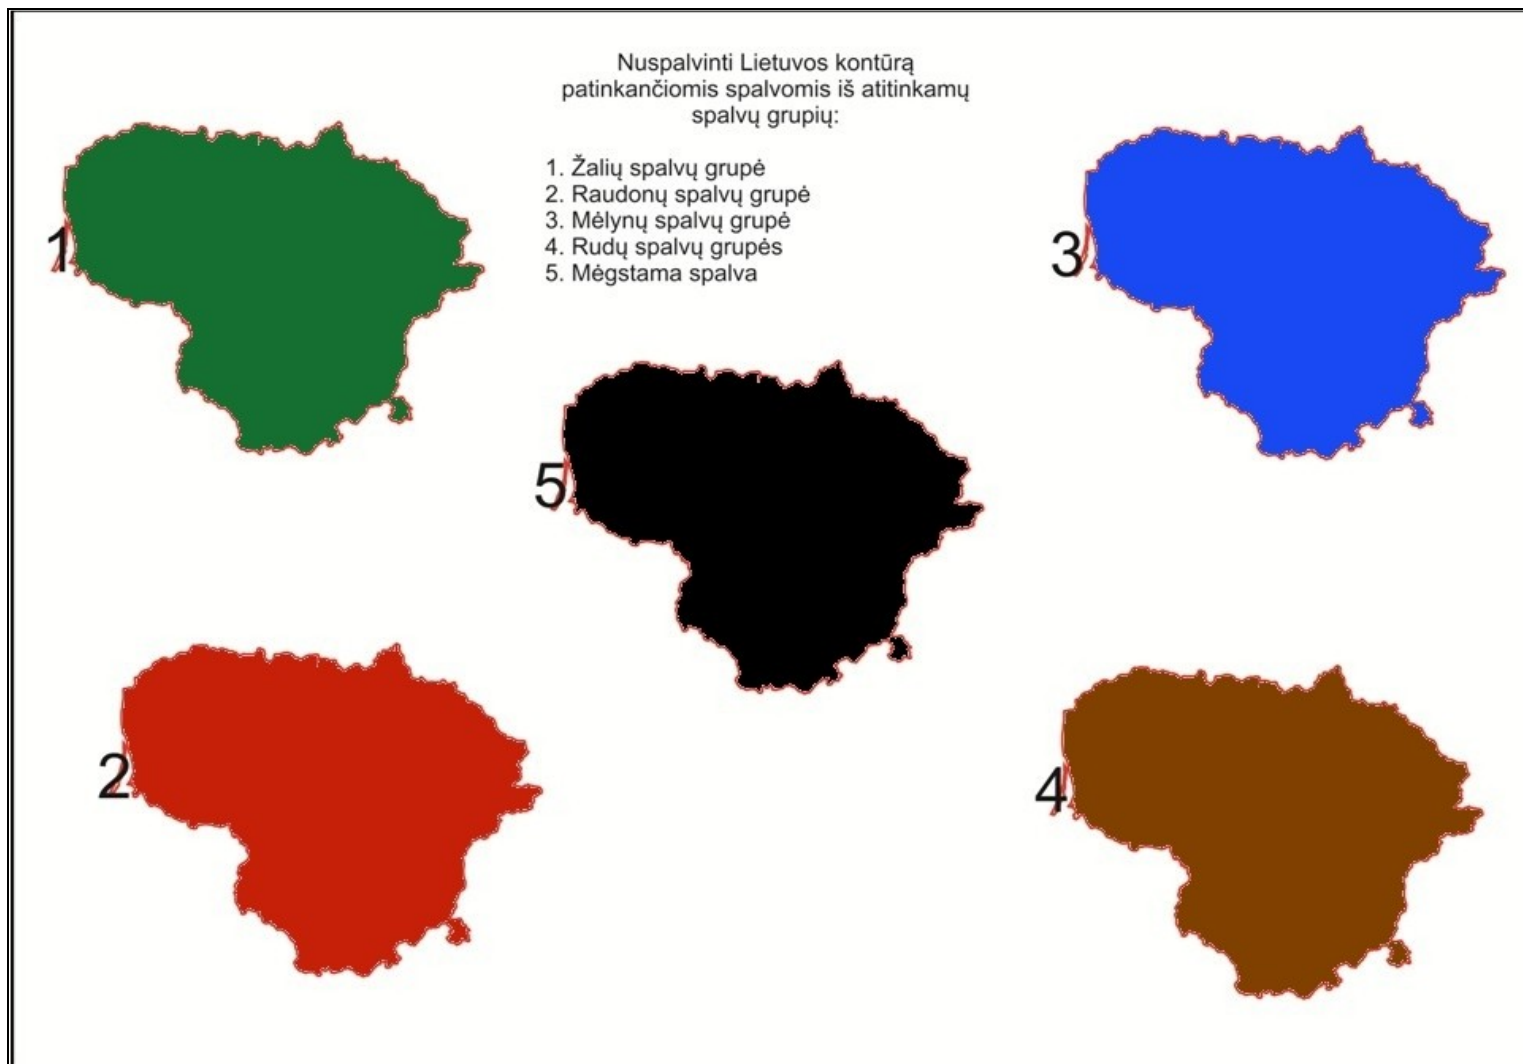 Nuspalvinti Lietuvos kontūrą
patinkančiomis spalvomis iš atitinkamų
spalvų grupių:
1. Žalių spalvų grupė
2. Raudonų spalvų grupė
3. Mėlynų spalvų grupė
4. Rudų spalvų grupės
5. Mėgstama spalva
1
3
5
2
4